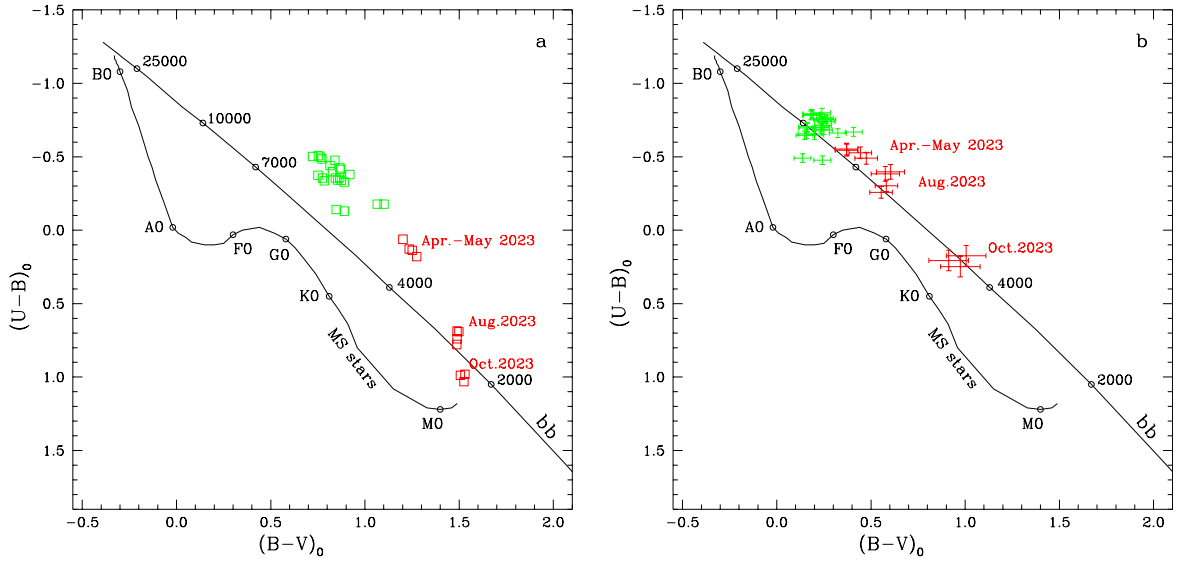 a
−1.5
−1.0
−0.5
0.0
0.5
1.0
1.5
(U−B)₀
B0
25000
10000
7000
A0
F0
G0
Apr.−May 2023
K0
4000
MS stars
Aug.2023
Oct.2023
2000
M0
bb
−0.5
0.0
0.5
1.0
1.5
2.0
(B−V)₀
b
−1.5
−1.0
−0.5
0.0
0.5
1.0
1.5
(U−B)₀
B0
25000
Apr.−May 2023
Aug.2023
A0
F0
G0
Oct.2023
K0
4000
MS stars
2000
M0
bb
−0.5
0.0
0.5
1.0
1.5
2.0
(B−V)₀